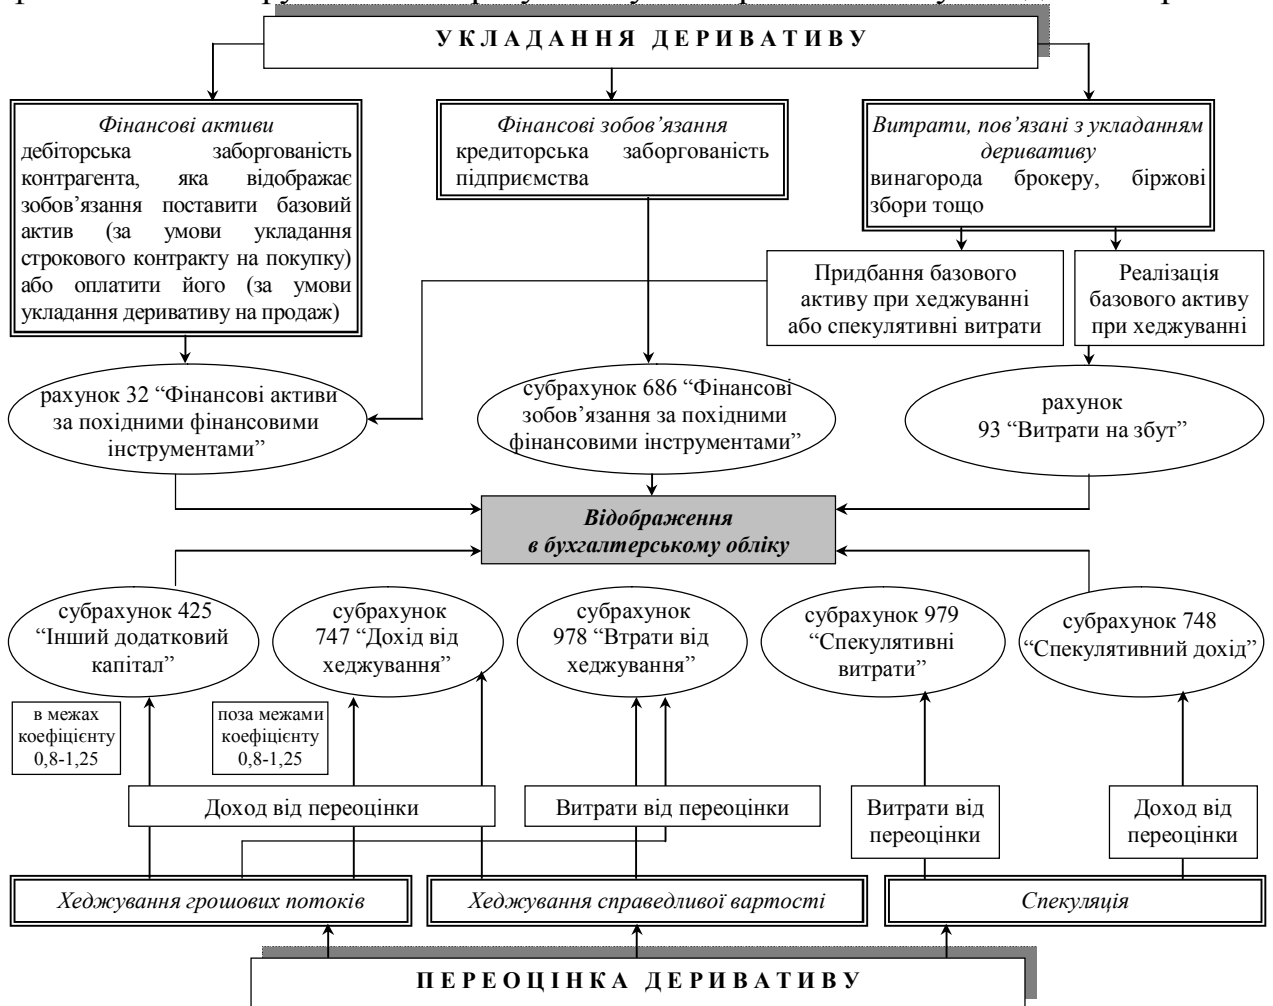 УКЛАДАННЯ ДЕРИВАТИВУ
Фінансові активи
дебіторська заборгованість
контрагента, яка відображає
зобов’язання поставити базовий
актив (за умови укладання
строкового контракту на покупку)
або оплатити його (за умови
укладання деривативу на продаж)
Фінансові зобов’язання
кредиторська заборгованість
підприємства
Витрати, пов’язані з укладанням
деривативу
винагорода брокеру, біржові
збори тощо
Придбання базового
активу при хеджуванні
або спекулятивні витрати
Реалізація
базового активу
при хеджуванні
рахунок 32 “Фінансові активи
за похідними фінансовими
інструментами”
субрахунок 686 “Фінансові
зобов’язання за похідними
фінансовими інструментами”
рахунок
93 “Витрати на збут”
Відображення
в бухгалтерському обліку
субрахунок 425
“Інший додатковий
капітал”
субрахунок
747 “Дохід від
хеджування”
субрахунок
978 “Втрати від
хеджування”
субрахунок 979
“Спекулятивні
витрати”
субрахунок 748
“Спекулятивний дохід”
в межах
коефіцієнту
0,8-1,25
поза межами
коефіцієнту
0,8-1,25
Доход від переоцінки
Витрати від переоцінки
Витрати від
переоцінки
Доход від
переоцінки
Хеджування грошових потоків
Хеджування справедливої вартості
Спекуляція
ПЕРЕОЦІНКА ДЕРИВАТИВУ